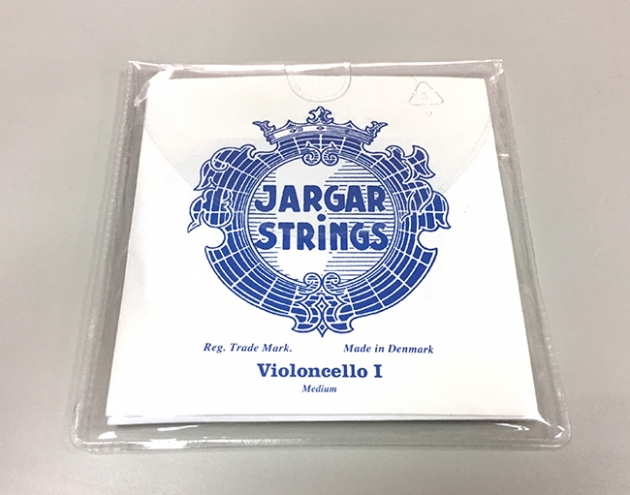 JARGAR
STRiNGS
Reg. Trade Mark. Made in Denmark
Violoncello I
Medium